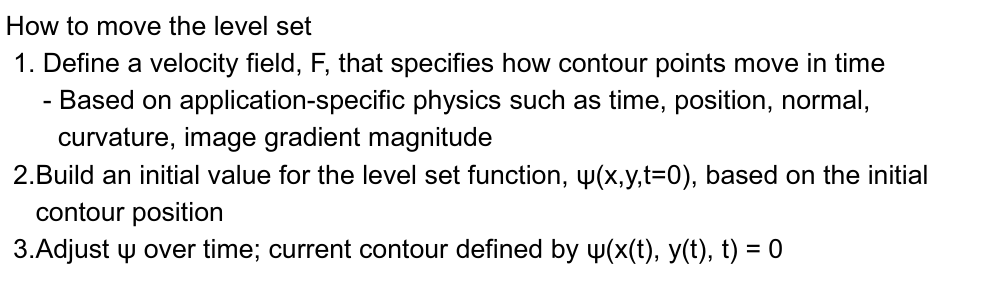 How to move the level set
1. Define a velocity field, F, that specifies how contour points move in time
- Based on application-specific physics such as time, position, normal,
curvature, image gradient magnitude
2.Build an initial value for the level set function, ψ(x,y,t=0), based on the initial
contour position
3.Adjust ψ over time; current contour defined by ψ(x(t), y(t), t) = 0